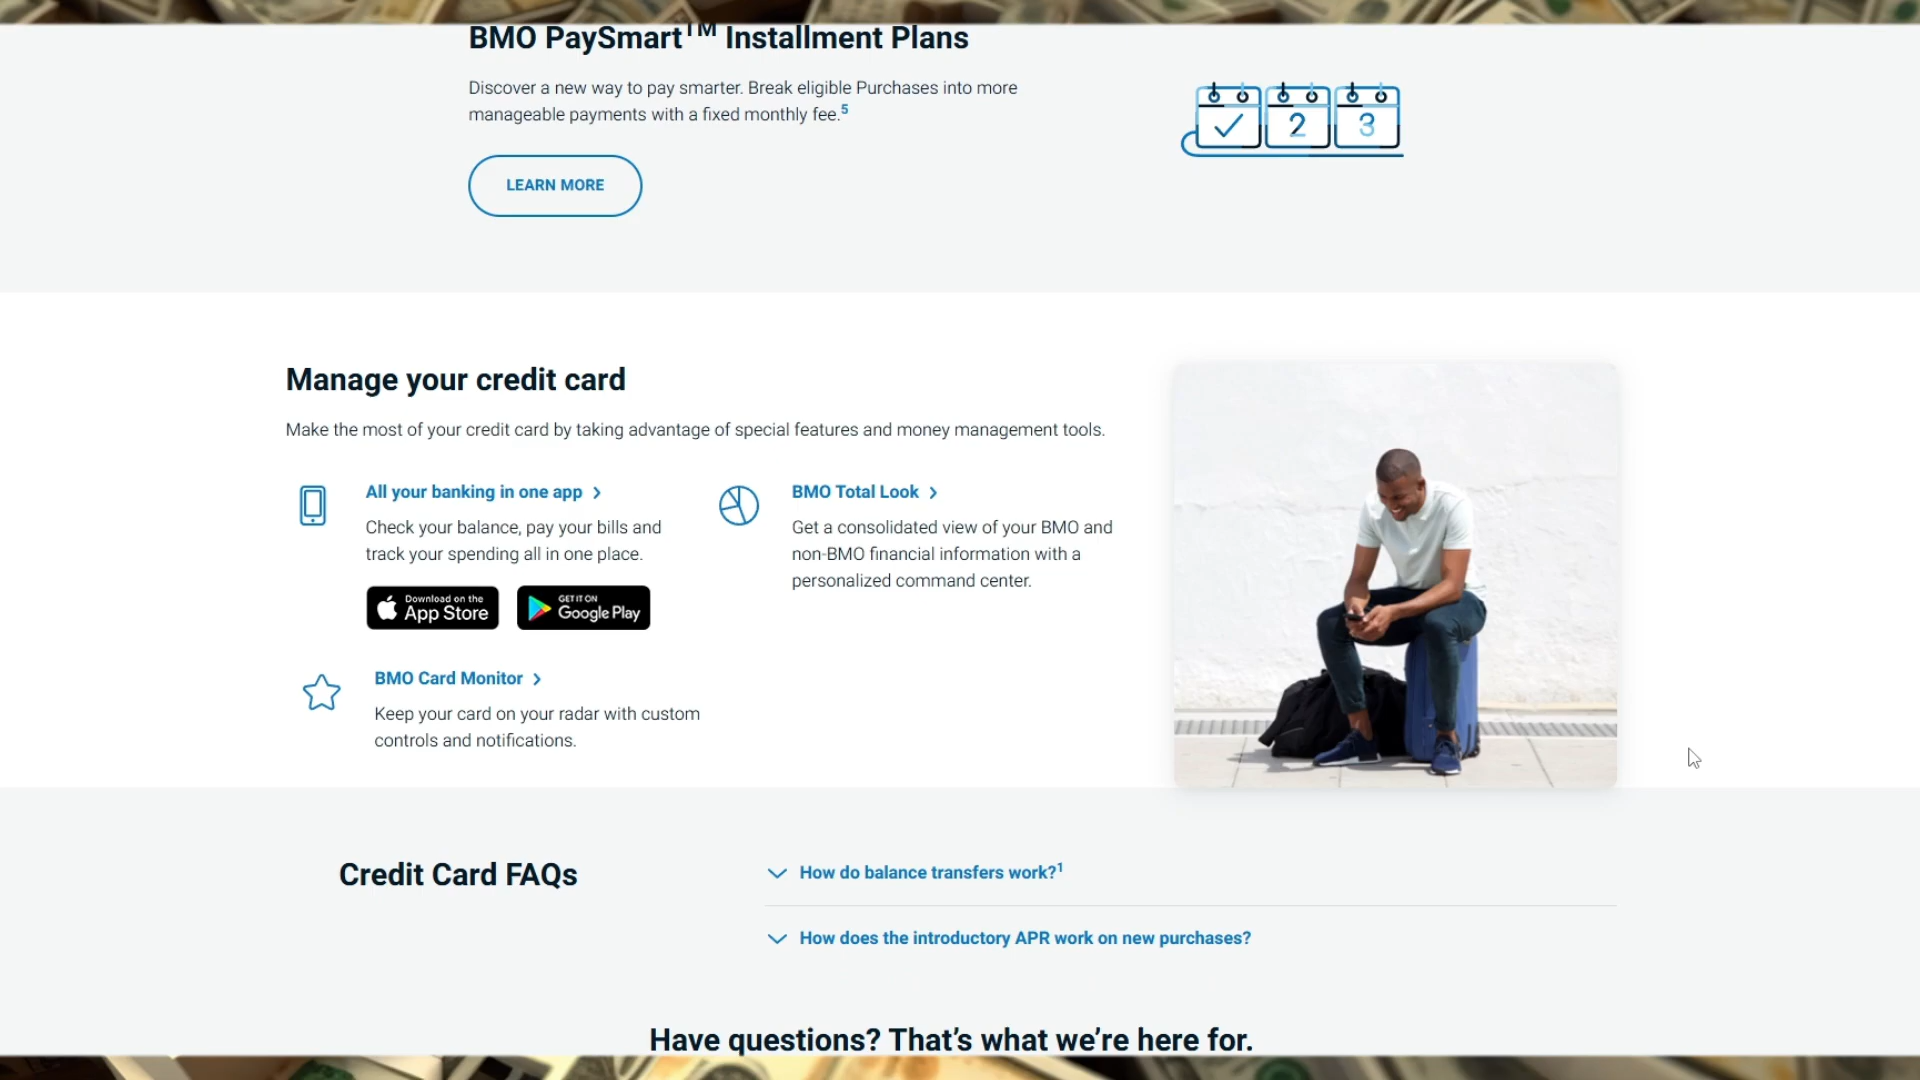 BMO PaySmart™ Installment Plans
Discover a new way to pay smarter. Break eligible Purchases into more
manageable payments with a fixed monthly fee.5
LEARN MORE
2 3
Manage your credit card
Make the most of your credit card by taking advantage of special features and money management tools.
All your banking in one app
Check your balance, pay your bills and
track your spending all in one place.
Download on the
App Store
GET IT ON
Google Play
BMO Total Look
Get a consolidated view of your BMO and
non-BMO financial information with a
personalized command center.
BMO Card Monitor
Keep your card on your radar with custom
controls and notifications.
Credit Card FAQs
How do balance transfers work?1
How does the introductory APR work on new purchases?
Have questions? That's what we're here for.